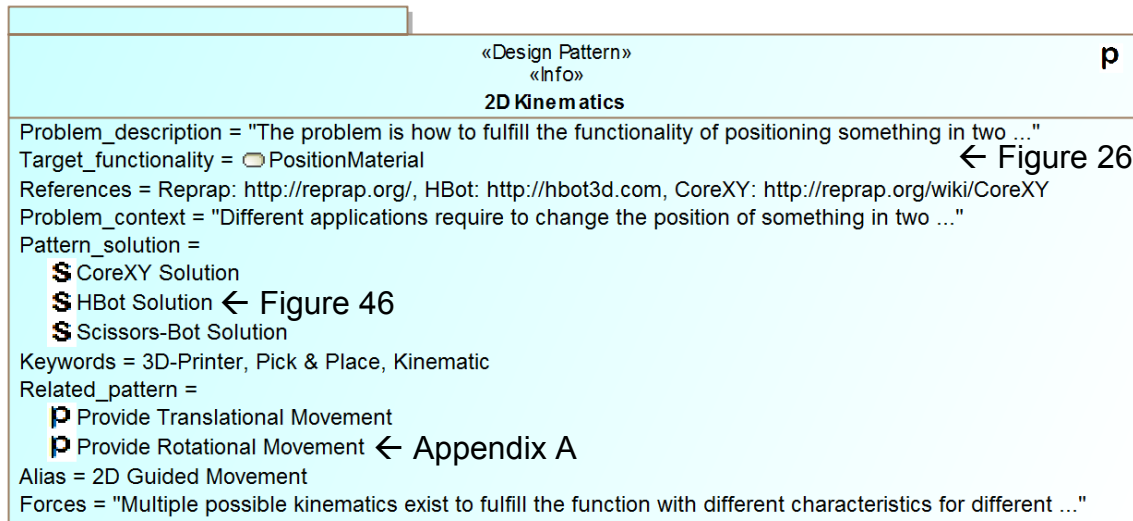 «Design Pattern»
p
«Info»
2D Kinematics
Problem_description = "The problem is how to fulfill the functionality of positioning something in two ..."
Target_functionality = PositionMaterial
← Figure 26
References = Reprap: http://reprap.org/, HBot: http://hbot3d.com, CoreXY: http://reprap.org/wiki/CoreXY
Problem_context = "Different applications require to change the position of something in two ..."
Pattern_solution =
S CoreXY Solution
S HBot Solution ← Figure 46
S Scissors-Bot Solution
Keywords = 3D-Printer, Pick & Place, Kinematic
Related_pattern =
p Provide Translational Movement
p Provide Rotational Movement ← Appendix A
Alias = 2D Guided Movement
Forces = "Multiple possible kinematics exist to fulfill the function with different characteristics for different ..."